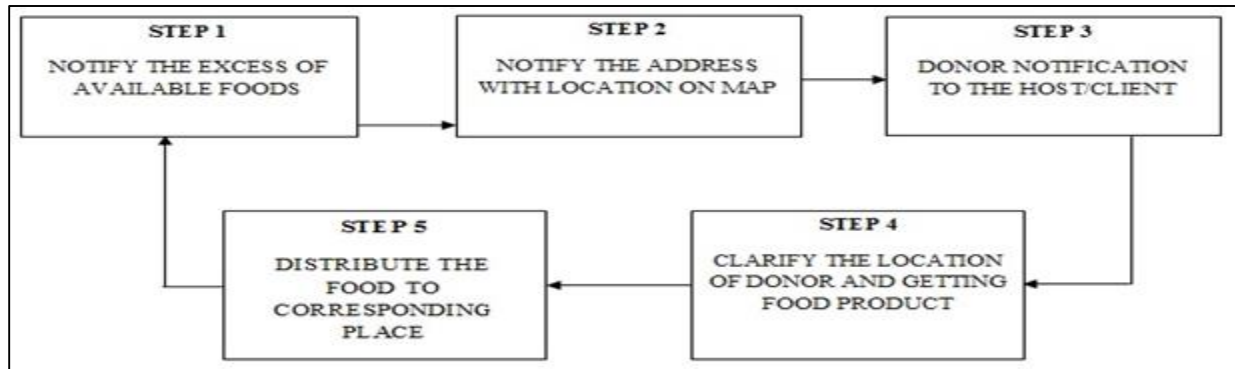 STEP 1
NOTIFY THE EXCESS OF
AVAILABLE FOODS
STEP 2
NOTIFY THE ADDRESS
WITH LOCATION ON MAP
STEP 3
DONOR NOTIFICATION
TO THE HOST/CLIENT
STEP 4
CLARIFY THE LOCATION
OF DONOR AND GETTING
FOOD PRODUCT
STEP 5
DISTRIBUTE THE
FOOD TO
CORRESPONDING
PLACE